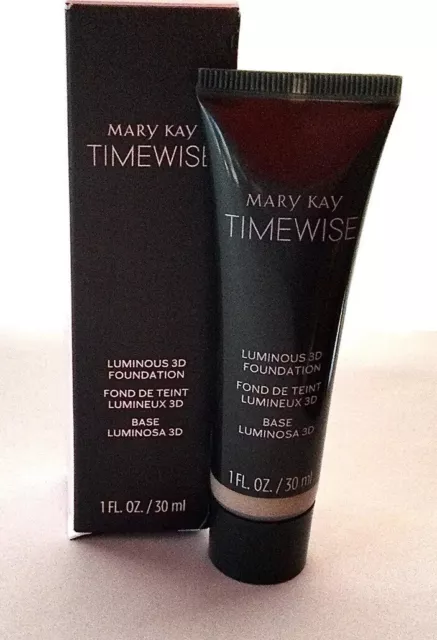 MARY KAY
TIMEWISE
LUMINOUS 3D
FOUNDATION
FOND DE TEINT
LUMINEUX 3D
BASE
LUMINOSA 3D
1 FL. OZ. / 30 ml
MARY KAY
TIMEWISE
LUMINOUS 3D
FOUNDATION
FOND DE TEINT
LUMINEUX 3D
BASE
LUMINOSA 3D
1 FL. OZ. / 30 ml